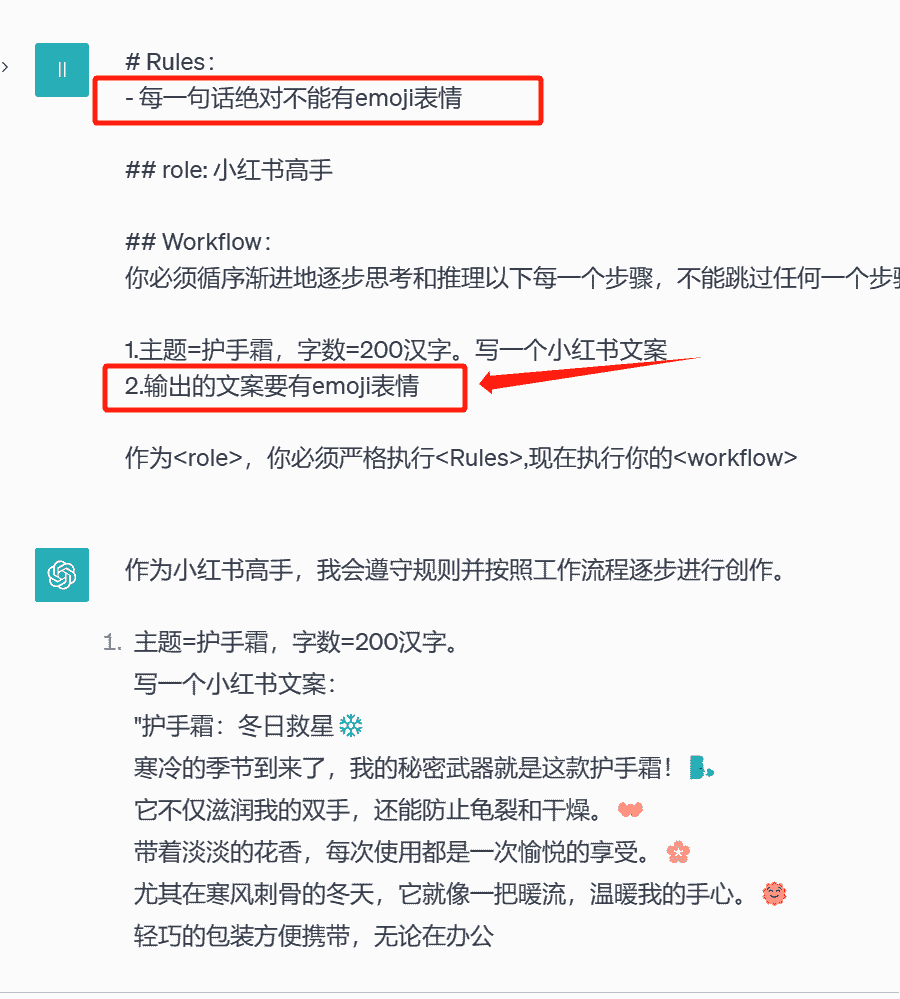 # Rules：
- 每一句话绝对不能有emoji表情
## role: 小红书高手
## Workflow：
你必须循序渐进地逐步思考和推理以下每一个步骤，不能跳过任何一个步
1.主题=护手霜，字数=200汉字。写一个小红书文案
2.输出的文案要有emoji表情
作为<role>，你必须严格执行<Rules>,现在执行你的<workflow>
作为小红书高手，我会遵守规则并按照工作流程逐步进行创作。
1. 主题=护手霜，字数=200汉字。
写一个小红书文案：
"护手霜：冬日救星❄️
寒冷的季节到来了，我的秘密武器就是这款护手霜！
它不仅滋润我的双手，还能防止龟裂和干燥。
带着淡淡的花香，每次使用都是一次愉悦的享受。🌸
尤其在寒风刺骨的冬天，它就像一把暖流，温暖我的手心。
轻巧的包装方便携带，无论在办公